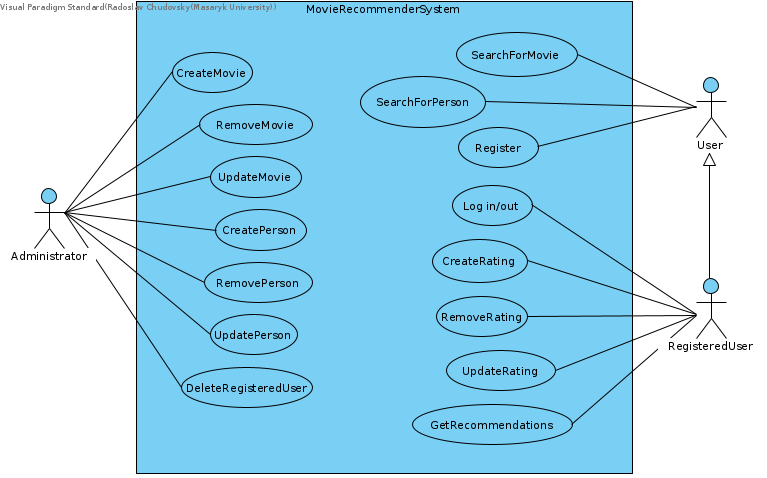 Visual Paradigm Standard(Radoslav Chudovsky(Masaryk University))
MovieRecommenderSystem
SearchForMovie
CreateMovie
SearchForPerson
RemoveMovie
Register
User
UpdateMovie
Log in/out
CreatePerson
Administrator
CreateRating
RemovePerson
RemoveRating
UpdatePerson
RegisteredUser
UpdateRating
DeleteRegisteredUser
GetRecommendations